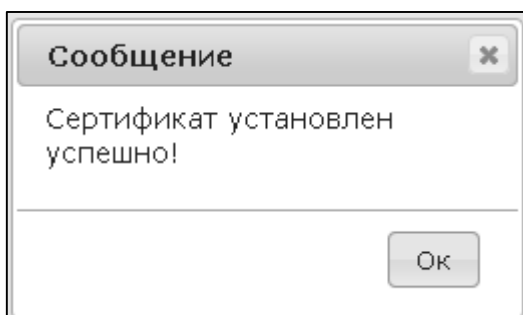 Сообщение
Сертификат установлен
успешно!
Ок